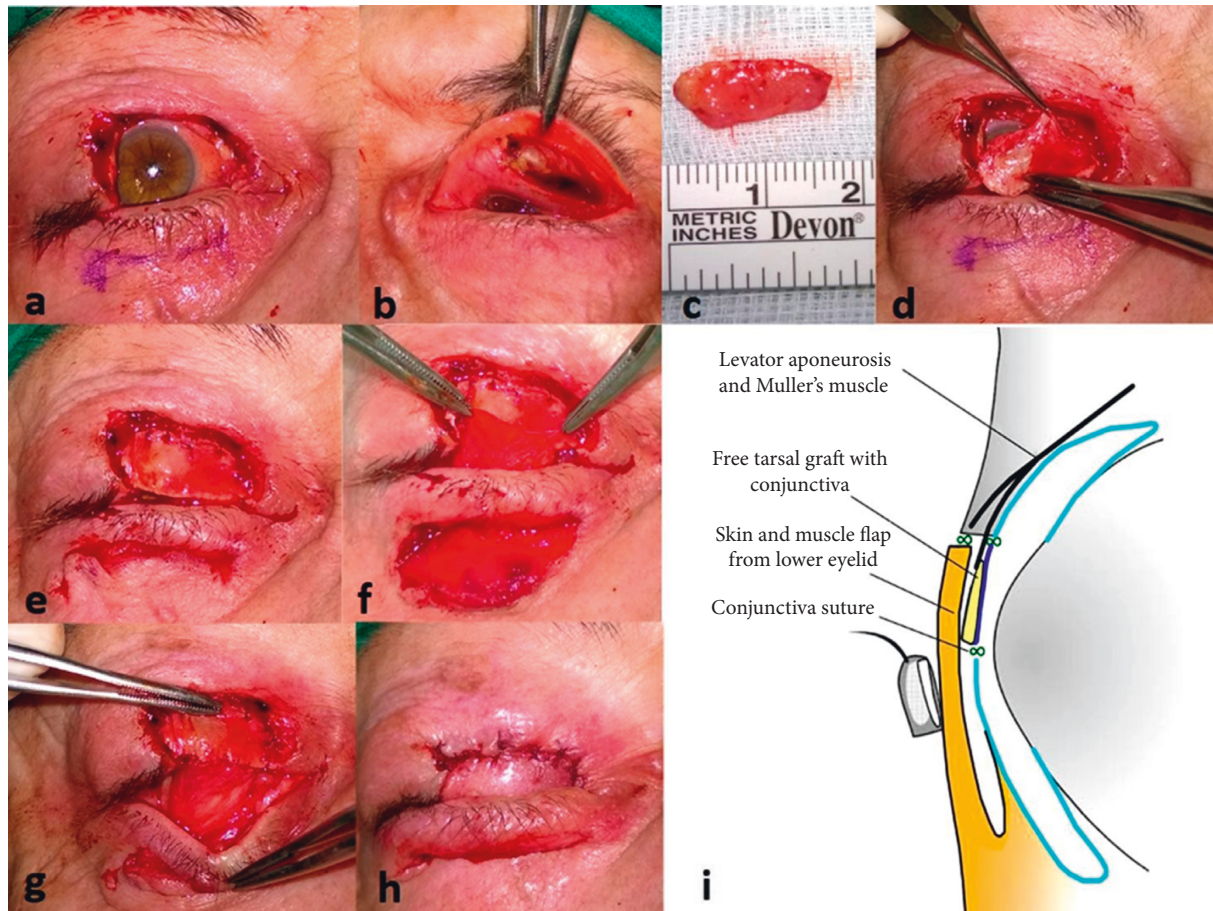 a
b
c
1 2
METRIC
INCHES Devon®
d
e
f
g
h
Levator aponeurosis
and Muller's muscle
Free tarsal graft with
conjunctiva
Skin and muscle flap
from lower eyelid
Conjunctiva suture
i